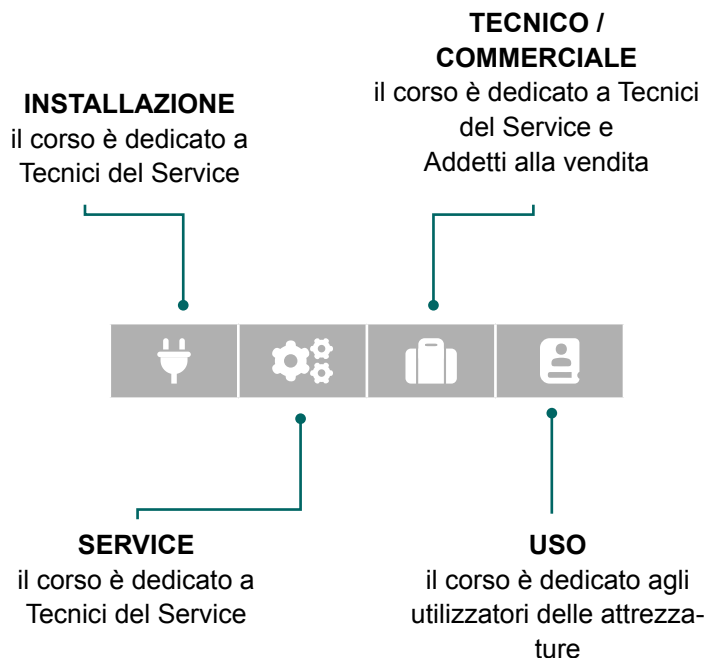 TECNICO /
COMMERCIALE
il corso è dedicato a Tecnici
del Service e
Addetti alla vendita
INSTALLAZIONE
il corso è dedicato a
Tecnici del Service
SERVICE
il corso è dedicato a
Tecnici del Service
USO
il corso è dedicato agli
utilizzatori delle attrezza-
ture